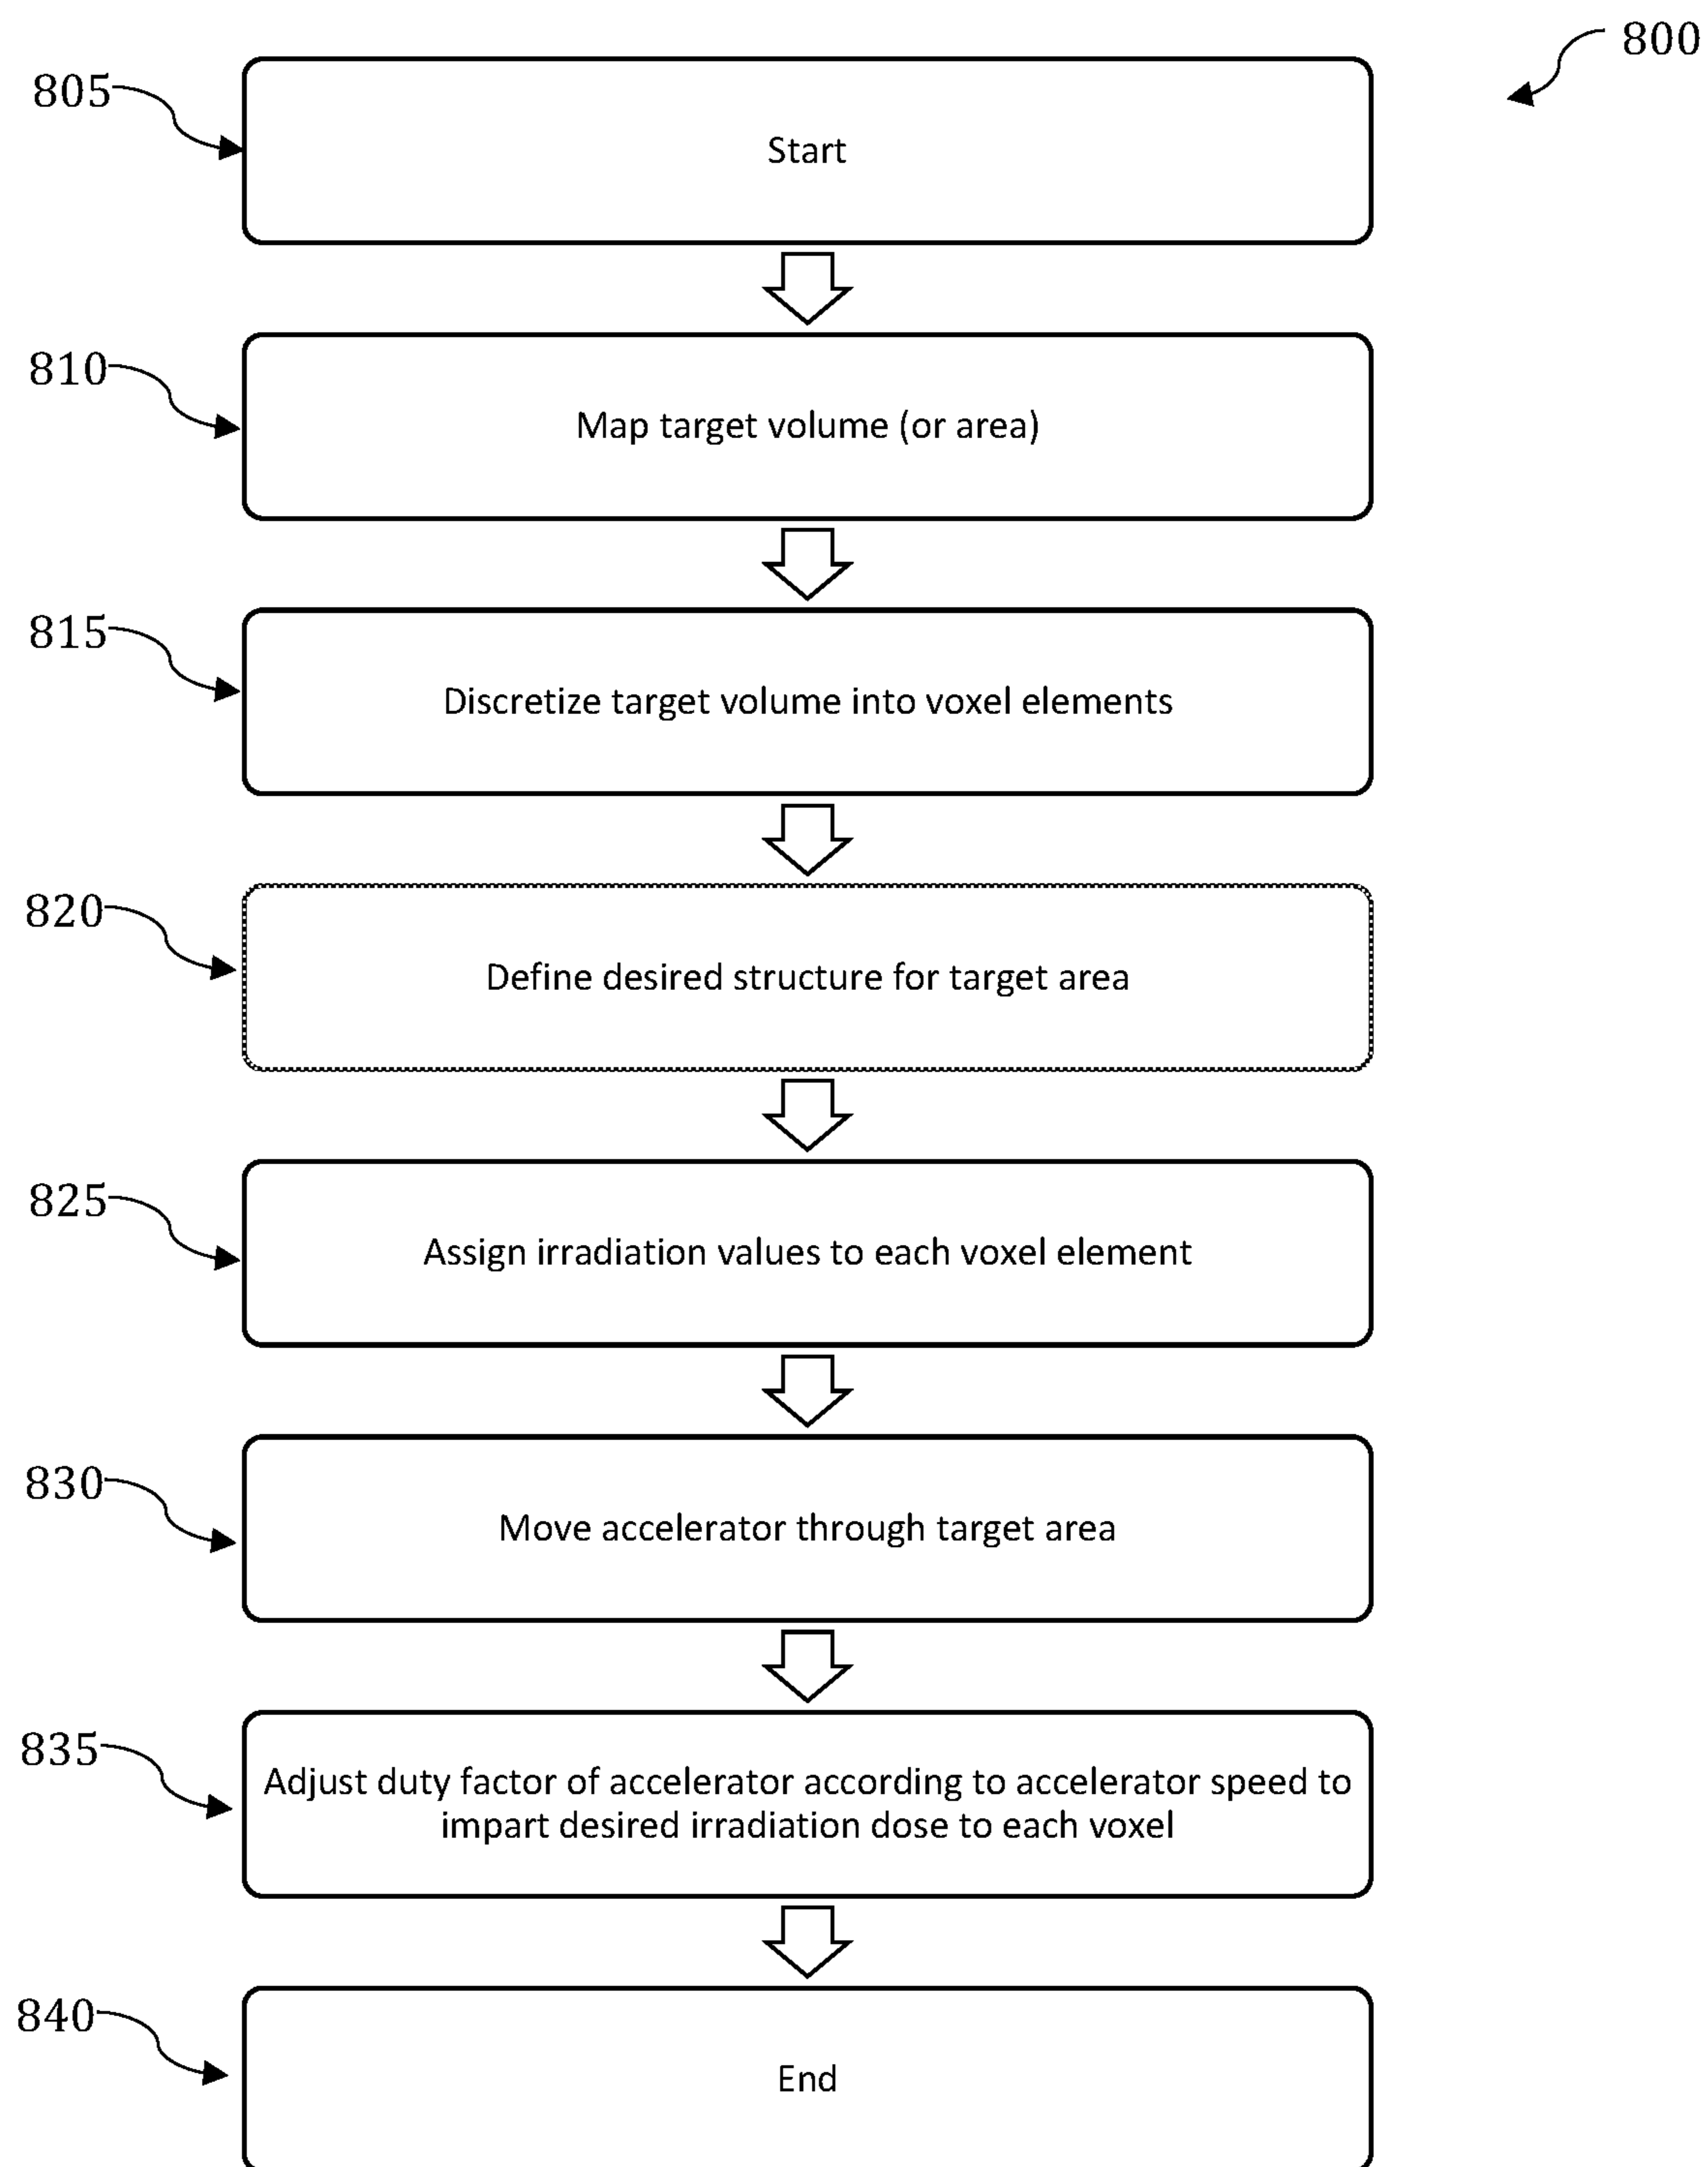 800
805
Start
810
Map target volume (or area)
815
Discretize target volume into voxel elements
820
Define desired structure for target area
825
Assign irradiation values to each voxel element
830
Move accelerator through target area
835
Adjust duty factor of accelerator according to accelerator speed to
impart desired irradiation dose to each voxel
840
End